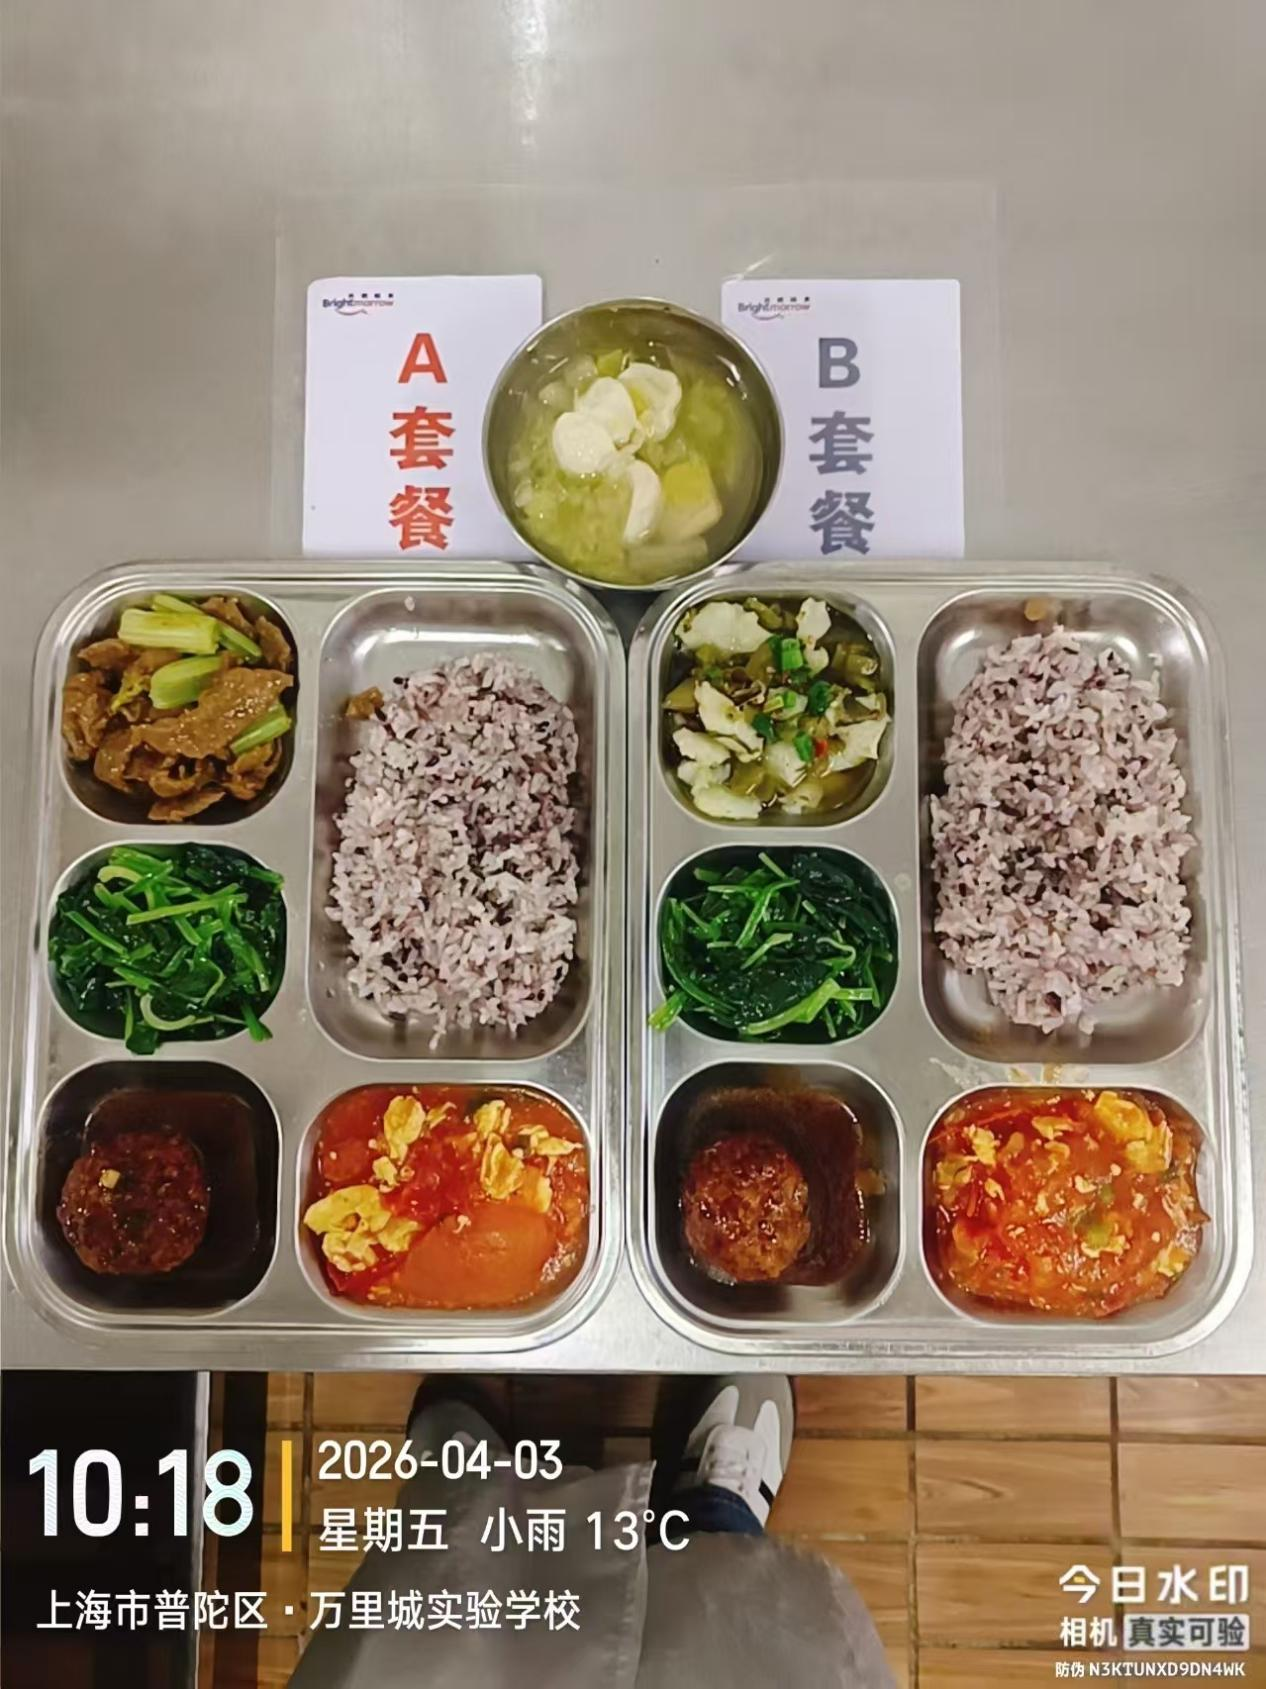 Brightmarrow
A
套
餐
Brightmarrow
B
套
餐
10:18
2026-04-03
星期五 小雨 13°C
上海市普陀区·万里城实验学校
今日水印
相机 真实可验
防伪 N3KTUNXD9DN4WK